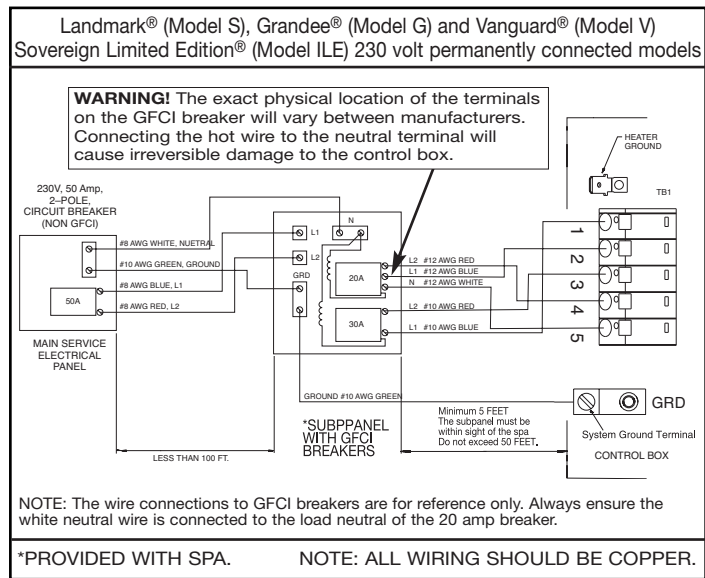 Landmark® (Model S), Grandee® (Model G) and Vanguard® (Model V)
Sovereign Limited Edition® (Model ILE) 230 volt permanently connected models
WARNING! The exact physical location of the terminals
on the GFCI breaker will vary between manufacturers.
Connecting the hot wire to the neutral terminal will
cause irreversible damage to the control box.
HEATER
GROUND
TB1
230V, 50 Amp,
2–POLE,
CIRCUIT BREAKER
(NON GFCI)
#8 AWG WHITE, NUETRAL
#10 AWG GREEN, GROUND
#8 AWG BLUE, L1
#8 AWG RED, L2
50A
MAIN SERVICE
ELECTRICAL
PANEL
N
L1
L2
GRD
20A
30A
L2 #12 AWG RED
L1 #12 AWG BLUE
N #12 AWG WHITE
L2 #10 AWG RED
L1 #10 AWG BLUE
1
2
3
4
5
GROUND #10 AWG GREEN
*SUBPPANEL
WITH GFCI
BREAKERS
LESS THAN 100 FT.
Minimum 5 FEET
The subpanel must be
within sight of the spa
Do not exceed 50 FEET.
GRD
System Ground Terminal
CONTROL BOX
NOTE: The wire connections to GFCI breakers are for reference only. Always ensure the
white neutral wire is connected to the load neutral of the 20 amp breaker.
*PROVIDED WITH SPA. NOTE: ALL WIRING SHOULD BE COPPER.